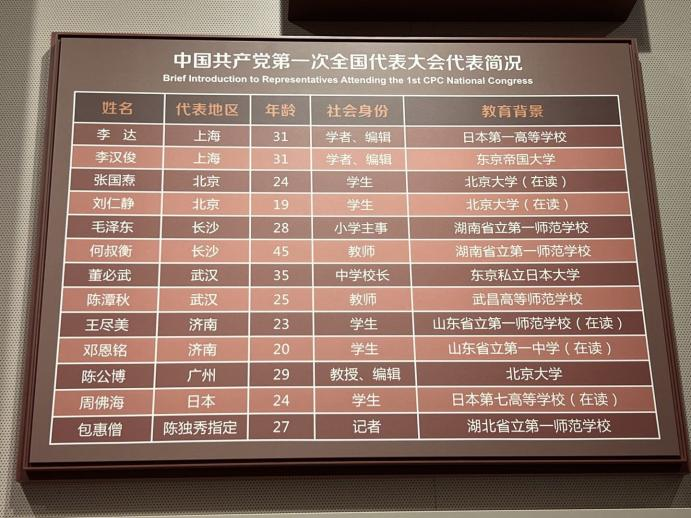 中国共产党第一次全国代表大会代表简况
Brief Introduction to Representatives Attending the 1st CPC National Congress
姓名 代表地区 年龄 社会身份 教育背景
李 达 上海 31 学者、编辑 日本第一高等学校
李汉俊 上海 31 学者、编辑 东京帝国大学
张国焘 北京 24 学生 北京大学（在读）
刘仁静 北京 19 学生 北京大学（在读）
毛泽东 长沙 28 小学主事 湖南省立第一师范学校
何叔衡 长沙 45 教师 湖南省立第一师范学校
董必武 武汉 35 中学校长 东京私立日本大学
陈潭秋 武汉 25 教师 武昌高等师范学校
王尽美 济南 23 学生 山东省立第一师范学校（在读）
邓恩铭 济南 20 学生 山东省立第一中学（在读）
陈公博 广州 29 教授、编辑 北京大学
周佛海 日本 24 学生 日本第七高等学校（在读）
包惠僧 陈独秀指定 27 记者 湖北省立第一师范学校